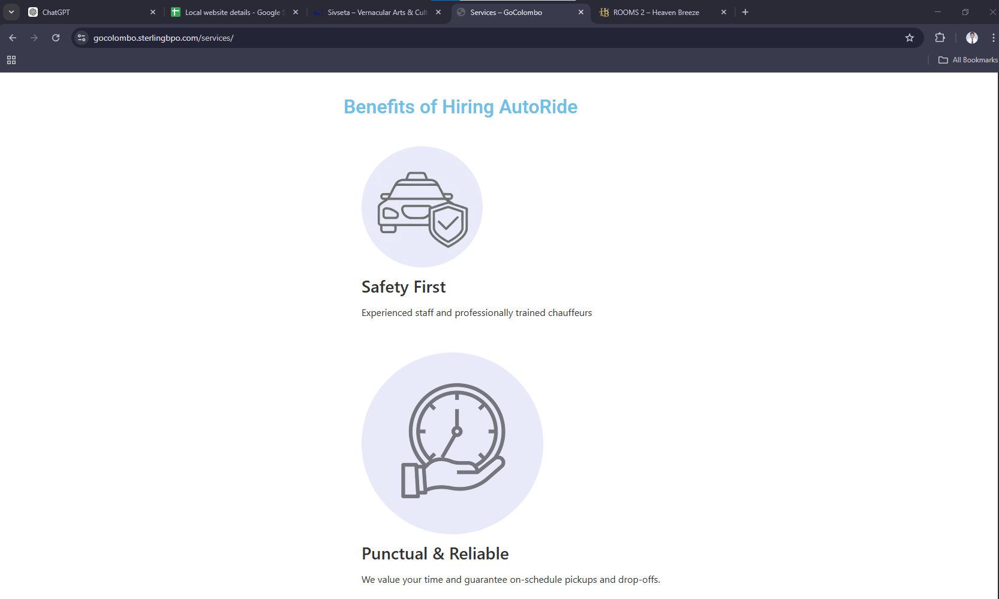 ChatGPT
Local website details - Google S
Sivseta – Vernacular Arts & Cult
Services – GoColombo
ROOMS 2 – Heaven Breeze
gocolombo.sterlingbpo.com/services/
All Bookmarks
Benefits of Hiring AutoRide
Safety First
Experienced staff and professionally trained chauffeurs
Punctual & Reliable
We value your time and guarantee on-schedule pickups and drop-offs.